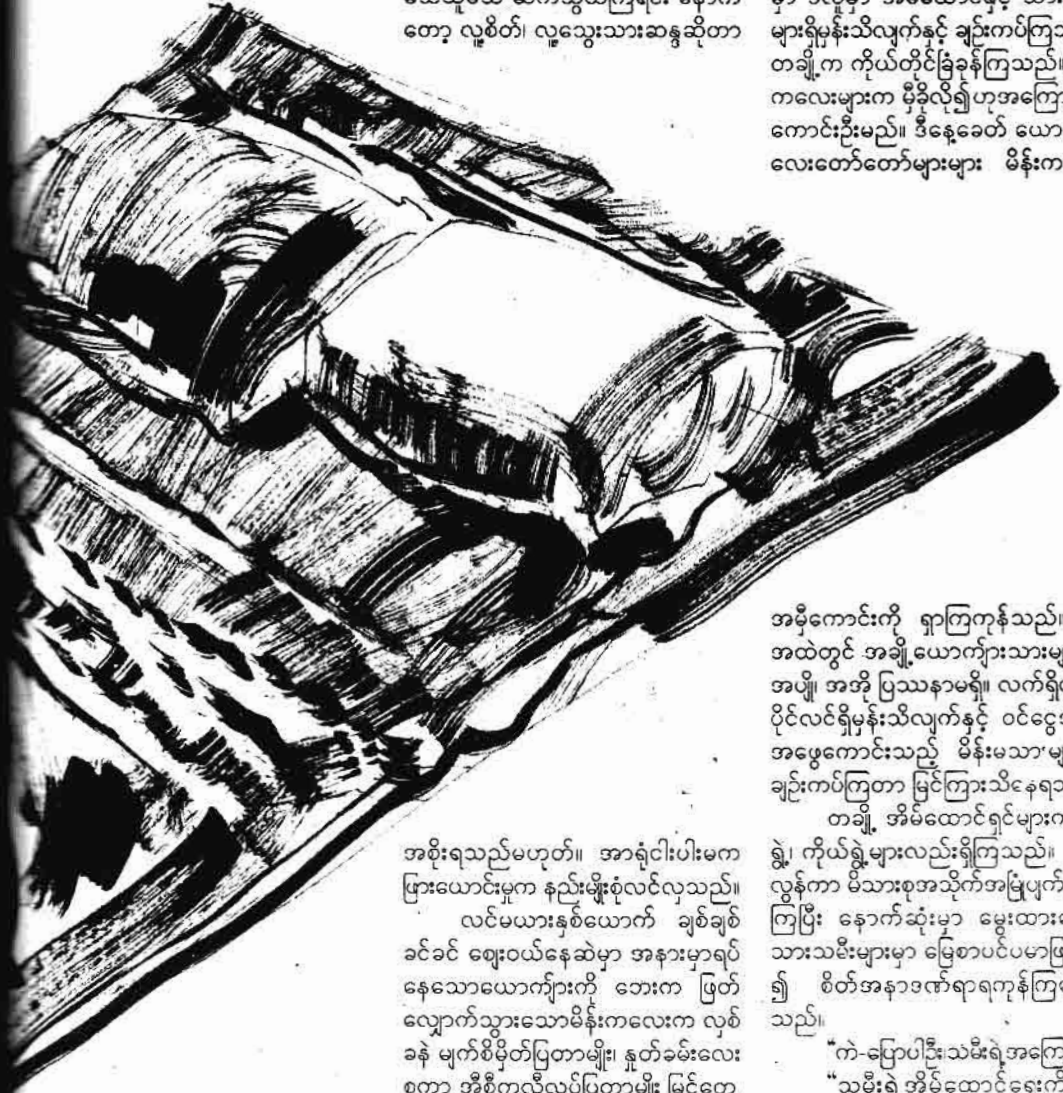 တော့ လူ့စိတ်၊ လူ့သွေးသားဆန္ဒဆိုတာ
အစိုးရသည်မဟုတ်။ အာရုံငါးပါးမက
ဖြားယောင်းမှုက နည်းမျိုးစုံလင်လှသည်။
လင်မယားနှစ်ယောက် ချစ်ချစ်
ခင်ခင် ဈေးဝယ်နေဆဲမှာ အနားမှာရပ်
နေသောယောကျ်ားကို ဘေးက ဖြတ်
လျှောက်သွားသောမိန်းကလေးက လှစ်
ခနဲ မျက်စိမှိတ်ပြတာမျိုး၊ နှုတ်ခမ်းလေး
များရှိမှန်းသိလျက်နှင့် ချဉ်းကပ်ကြ
တချို့က ကိုယ်တိုင်ခြံခုန်ကြသည်။
ကလေးများက မှီခိုလို၍ဟုအကြော
ကောင်းဦးမည်။ ဒီနေ့ခေတ် ယော
လေးတော်တော်များများ မိန်းက
အမှီကောင်းကို ရှာကြကုန်သည်။
အထဲတွင် အချို့ယောကျ်ားသားမျ
အပျို၊ အအို ပြဿနာမရှိ။ လက်ရှိ
ပိုင်လင်ရှိမှန်းသိလျက်နှင့် ဝင်ငွေ
အဖွေကောင်းသည့် မိန်းမသားမျ
ချဉ်းကပ်ကြတာ မြင်ကြားသိနေရ
တချို့ အိမ်ထောင်ရှင်များက
ရွဲ့၊ ကိုယ်ရွဲ့များလည်းရှိကြသည်။
လွန်ကာ မိသားစုအသိုက်အမြုံပျက်
ကြပြီး နောက်ဆုံးမှာ မွေးထား
သားသမီးများမှာ မြေစာပင်ပမာဖြ
၍ စိတ်အနာဒဏ်ရာရကုန်ကြ
သည်။
“ကဲ-ပြောပါဦး၊သမီးရဲ့အကြေ
“သမီးရဲ့ အိမ်ထောင်ရေးက